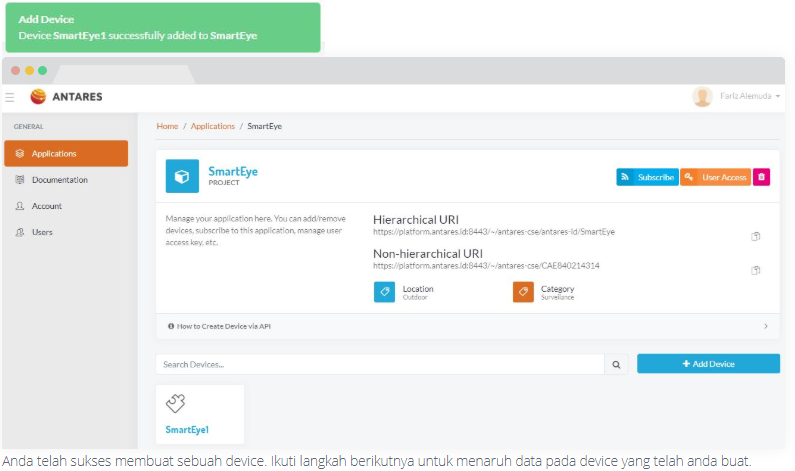 Add Device
Device SmartEye1 successfully added to SmartEye
ANTARES
Fariz Alemuda
GENERAL
Home / Applications / SmartEye
Applications
Documentation
Account
Users
SmartEye
PROJECT
Subscribe
User Access
Manage your application here. You can add/remove
devices, subscribe to this application, manage user
access key, etc.
Hierarchical URI
https://platform.antares.id:8443/~/antares-cse/antares-id/SmartEye
Non-hierarchical URI
https://platform.antares.id:8443/~/antares-cse/CAE840214314
Location
Outdoor
Category
Surveillance
How to Create Device via API
Search Devices...
+ Add Device
SmartEye1
Anda telah sukses membuat sebuah device. Ikuti langkah berikutnya untuk menaruh data pada device yang telah anda buat.